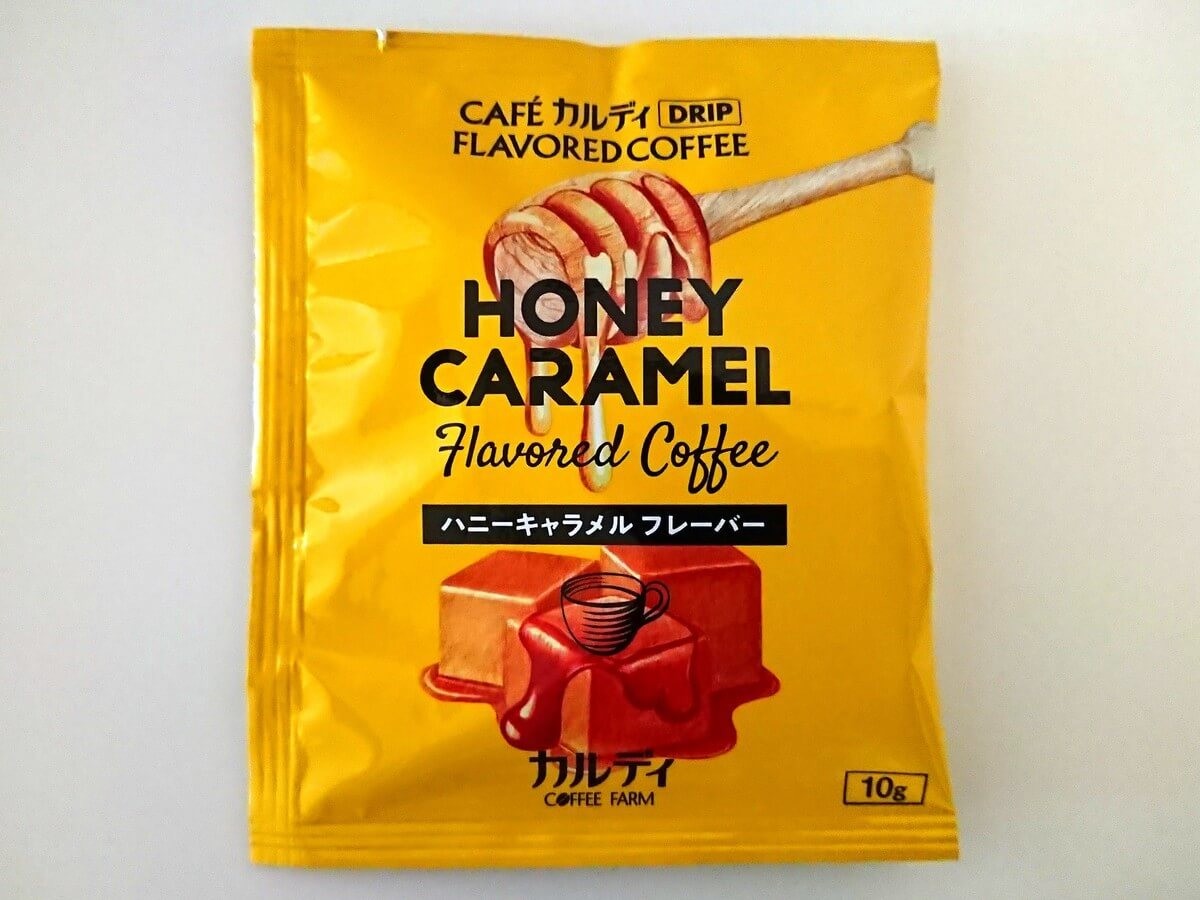 CAFÉ カルディ DRIP
FLAVORED COFFEE
HONEY
CARAMEL
Flavored Coffee
ハニーキャラメル フレーバー
カルディ
COFFEE FARM
10g